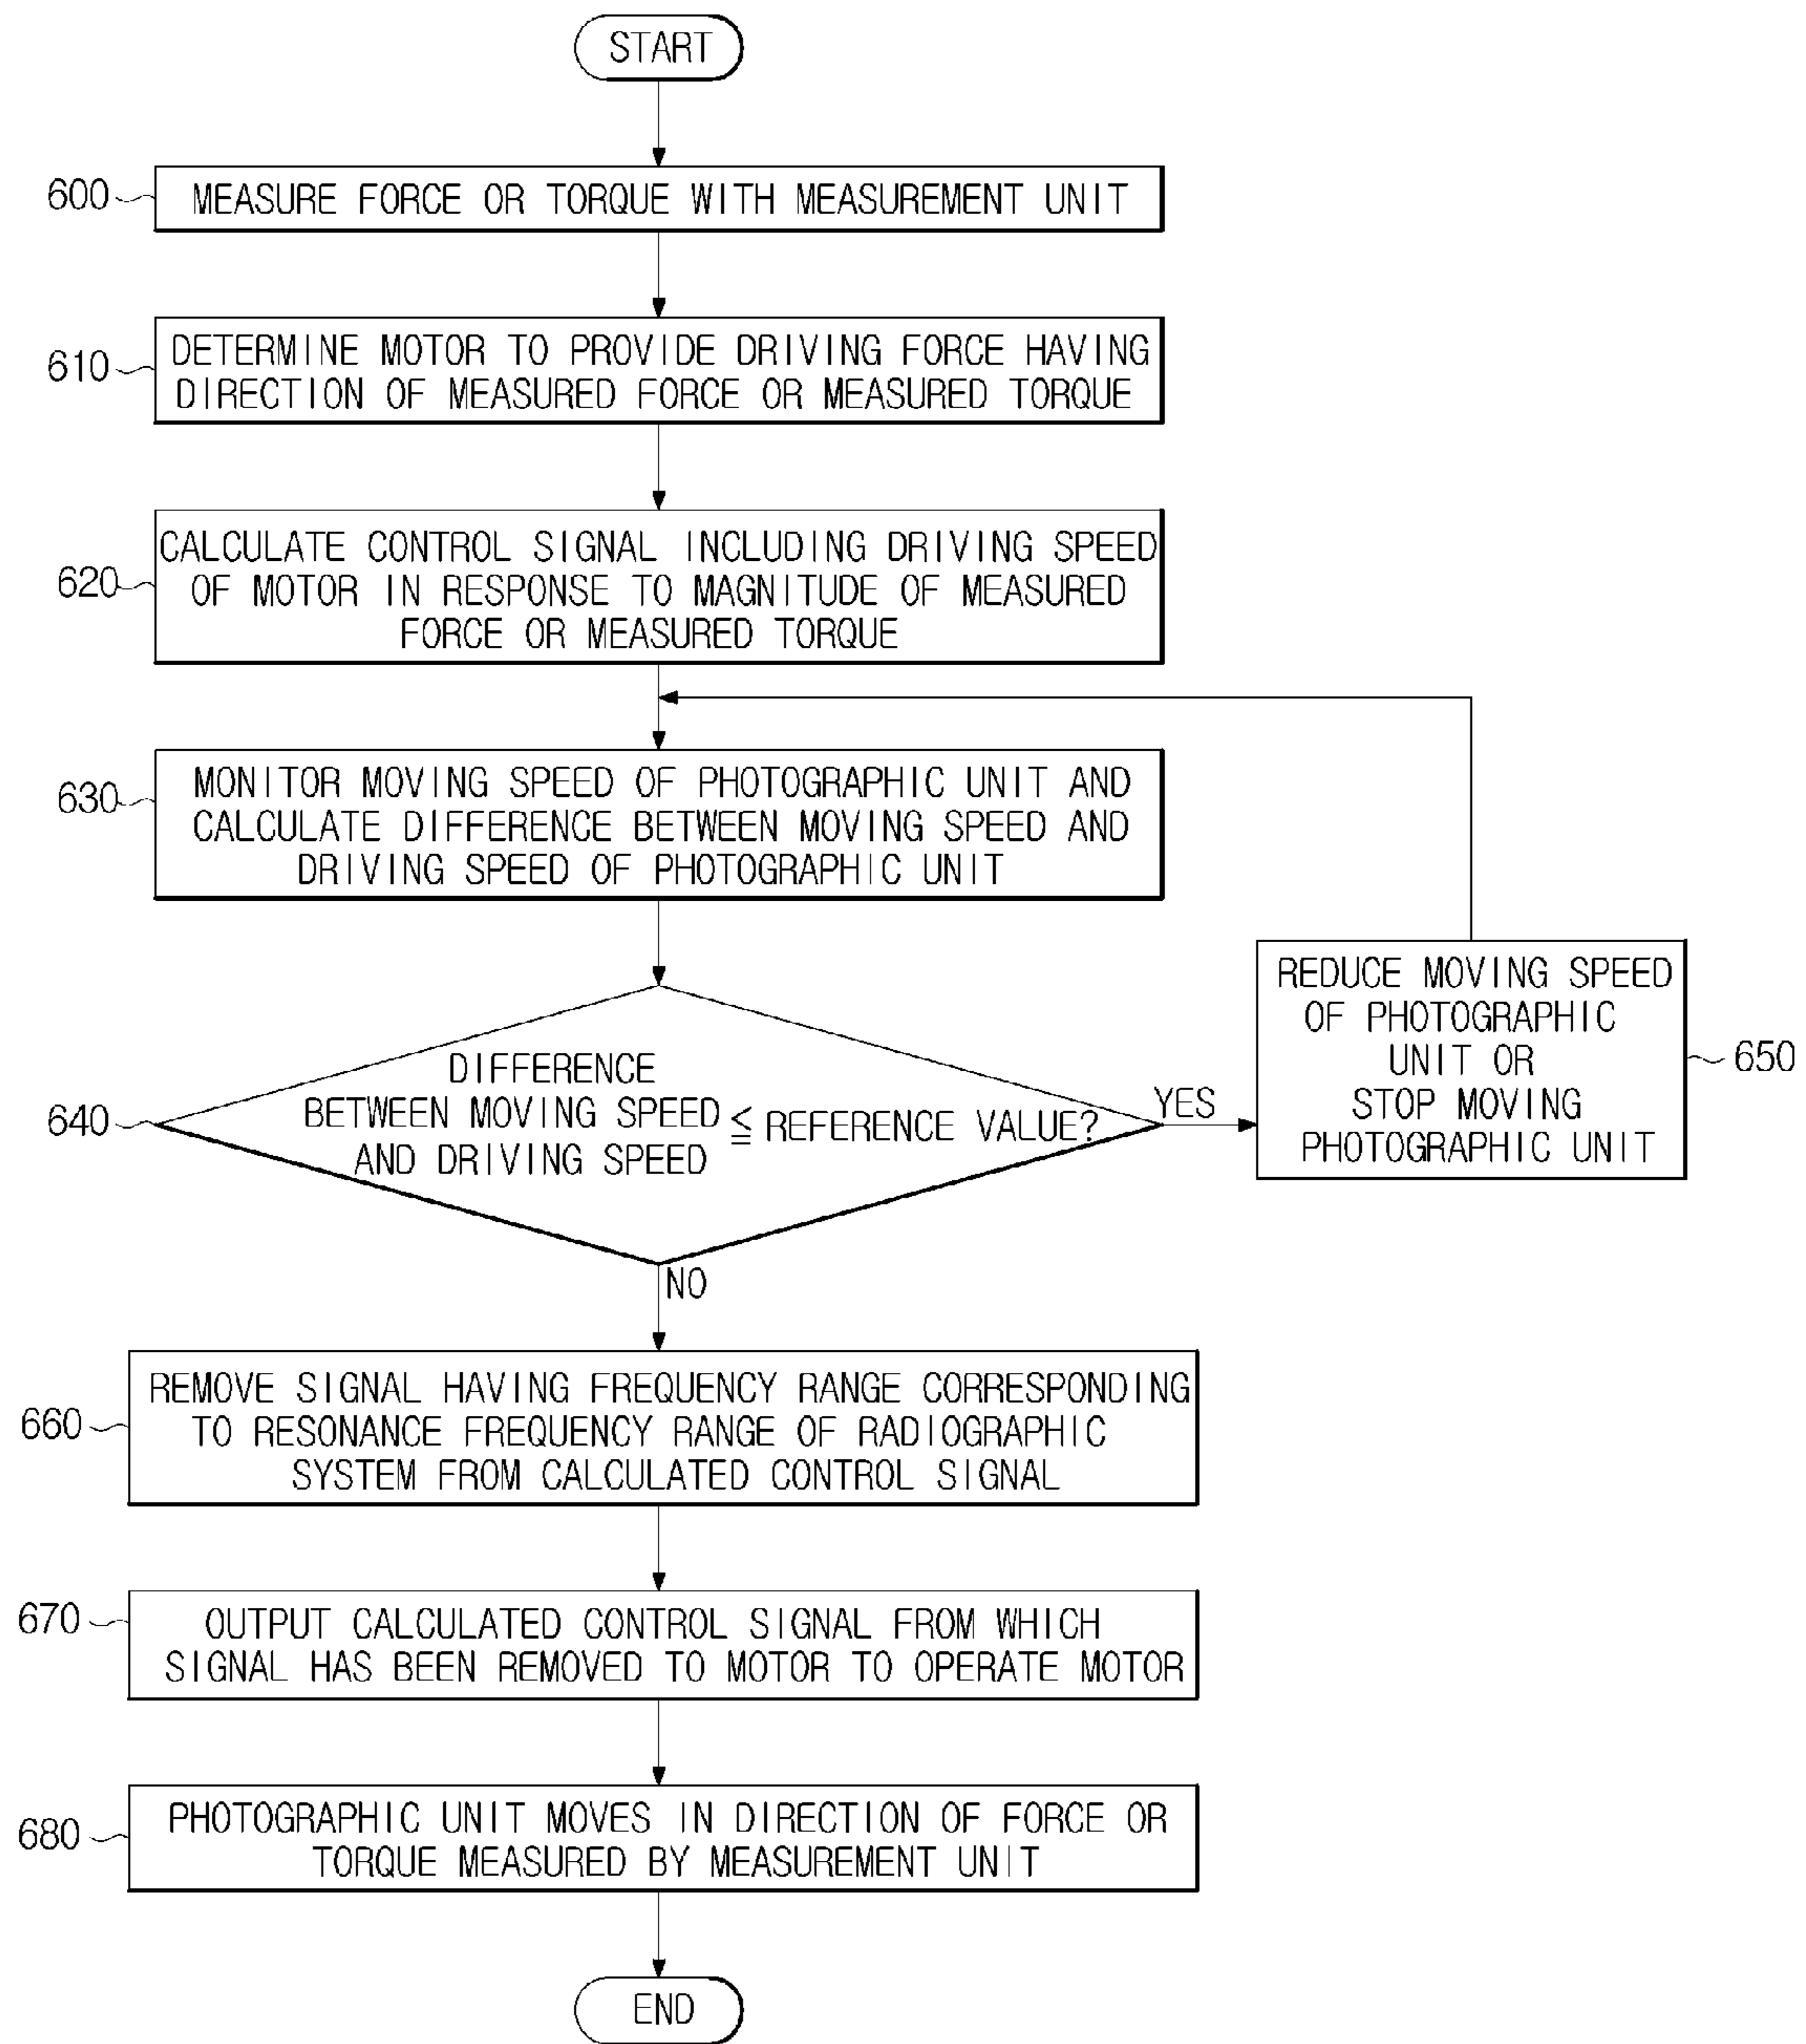 START
600
MEASURE FORCE OR TORQUE WITH MEASUREMENT UNIT
610
DETERMINE MOTOR TO PROVIDE DRIVING FORCE HAVING
DIRECTION OF MEASURED FORCE OR MEASURED TORQUE
620
CALCULATE CONTROL SIGNAL INCLUDING DRIVING SPEED
OF MOTOR IN RESPONSE TO MAGNITUDE OF MEASURED
FORCE OR MEASURED TORQUE
630
MONITOR MOVING SPEED OF PHOTOGRAPHIC UNIT AND
CALCULATE DIFFERENCE BETWEEN MOVING SPEED AND
DRIVING SPEED OF PHOTOGRAPHIC UNIT
640
DIFFERENCE
BETWEEN MOVING SPEED
AND DRIVING SPEED
≦ REFERENCE VALUE?
YES
REDUCE MOVING SPEED
OF PHOTOGRAPHIC
UNIT OR
STOP MOVING
PHOTOGRAPHIC UNIT
650
NO
660
REMOVE SIGNAL HAVING FREQUENCY RANGE CORRESPONDING
TO RESONANCE FREQUENCY RANGE OF RADIOGRAPHIC
SYSTEM FROM CALCULATED CONTROL SIGNAL
670
OUTPUT CALCULATED CONTROL SIGNAL FROM WHICH
SIGNAL HAS BEEN REMOVED TO MOTOR TO OPERATE MOTOR
680
PHOTOGRAPHIC UNIT MOVES IN DIRECTION OF FORCE OR
TORQUE MEASURED BY MEASUREMENT UNIT
END